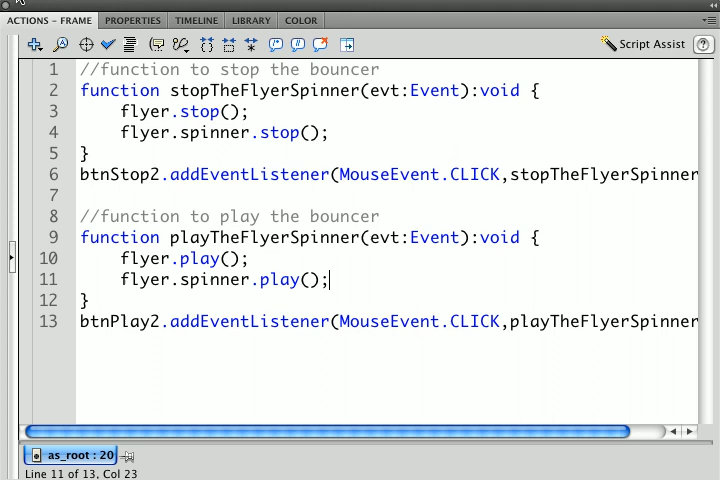 ACTIONS – FRAME PROPERTIES TIMELINE LIBRARY COLOR
Script Assist ?
1 //function to stop the bouncer
2 function stopTheFlyerSpinner(evt:Event):void {
3 flyer.stop();
4 flyer.spinner.stop();
5 }
6 btnStop2.addEventListener(MouseEvent.CLICK,stopTheFlyerSpinner
7
8 //function to play the bouncer
9 function playTheFlyerSpinner(evt:Event):void {
10 flyer.play();
11 flyer.spinner.play();
12 }
13 btnPlay2.addEventListener(MouseEvent.CLICK,playTheFlyerSpinner
as_root : 20
Line 11 of 13, Col 23